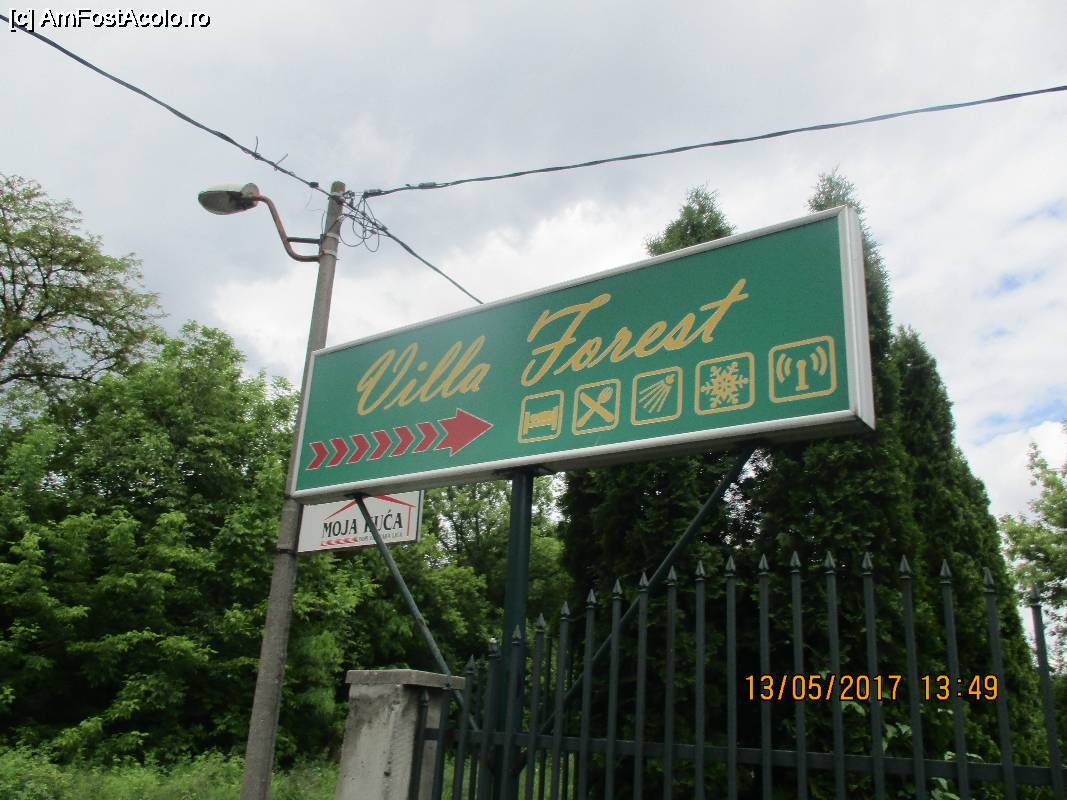 [c] AmFostAcolo.ro
Villa Forest
MOJA KUĆA
13/05/2017 13:49